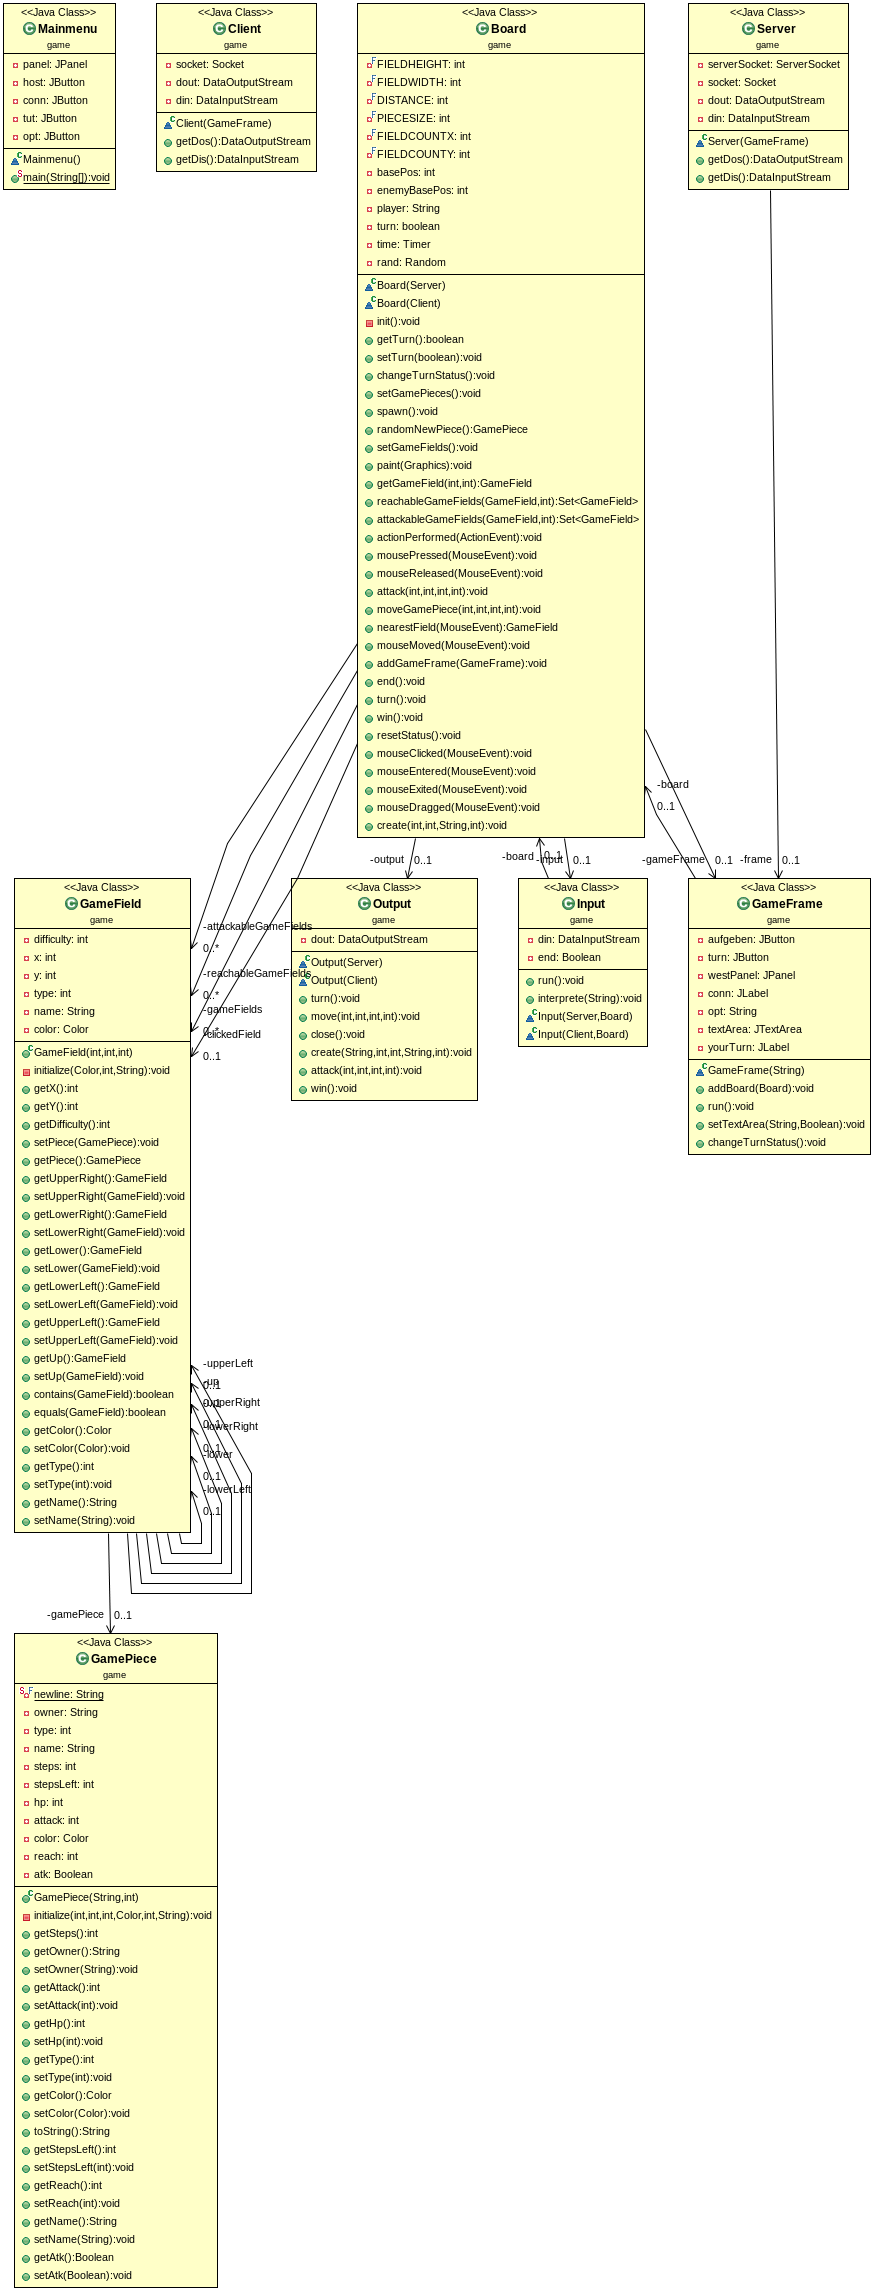 <<Java Class>>
Mainmenu
game
panel: JPanel
host: JButton
conn: JButton
tut: JButton
opt: JButton
Mainmenu()
main(String[]):void
<<Java Class>>
Client
game
socket: Socket
dout: DataOutputStream
din: DataInputStream
Client(GameFrame)
getDos():DataOutputStream
getDis():DataInputStream
<<Java Class>>
Board
game
FIELDHEIGHT: int
FIELDWIDTH: int
DISTANCE: int
PIECESIZE: int
FIELDCOUNTX: int
FIELDCOUNTY: int
basePos: int
enemyBasePos: int
player: String
turn: boolean
time: Timer
rand: Random
Board(Server)
Board(Client)
init():void
getTurn():boolean
setTurn(boolean):void
changeTurnStatus():void
setGamePieces():void
spawn():void
randomNewPiece():GamePiece
setGameFields():void
paint(Graphics):void
getGameField(int,int):GameField
reachableGameFields(GameField,int):Set<GameField>
attackableGameFields(GameField,int):Set<GameField>
actionPerformed(ActionEvent):void
mousePressed(MouseEvent):void
mouseReleased(MouseEvent):void
attack(int,int,int,int):void
moveGamePiece(int,int,int,int):void
nearestField(MouseEvent):GameField
mouseMoved(MouseEvent):void
addGameFrame(GameFrame):void
end():void
turn():void
win():void
resetStatus():void
mouseClicked(MouseEvent):void
mouseEntered(MouseEvent):void
mouseExited(MouseEvent):void
mouseDragged(MouseEvent):void
create(int,int,String,int):void
<<Java Class>>
Server
game
serverSocket: ServerSocket
socket: Socket
dout: DataOutputStream
din: DataInputStream
Server(GameFrame)
getDos():DataOutputStream
getDis():DataInputStream
-board
0..1
-output 0..1
-board 0..1
-input 0..1
-gameFrame 0..1
-frame 0..1
<<Java Class>>
GameField
game
difficulty: int
x: int
y: int
type: int
name: String
color: Color
GameField(int,int,int)
initialize(Color,int,String):void
getX():int
getY():int
getDifficulty():int
setPiece(GamePiece):void
getPiece():GamePiece
getUpperRight():GameField
setUpperRight(GameField):void
getLowerRight():GameField
setLowerRight(GameField):void
getLower():GameField
setLower(GameField):void
getLowerLeft():GameField
setLowerLeft(GameField):void
getUpperLeft():GameField
setUpperLeft(GameField):void
getUp():GameField
setUp(GameField):void
contains(GameField):boolean
equals(GameField):boolean
getColor():Color
setColor(Color):void
getType():int
setType(int):void
getName():String
setName(String):void
-attackableGameFields
0..*
-reachableGameFields
0..*
-gameFields
0..*
-clickedField
0..1
<<Java Class>>
Output
game
dout: DataOutputStream
Output(Server)
Output(Client)
turn():void
move(int,int,int,int):void
close():void
create(String,int,int,String,int):void
attack(int,int,int,int):void
win():void
<<Java Class>>
Input
game
din: DataInputStream
end: Boolean
run():void
interprete(String):void
Input(Server,Board)
Input(Client,Board)
<<Java Class>>
GameFrame
game
aufgeben: JButton
turn: JButton
westPanel: JPanel
conn: JLabel
opt: String
textArea: JTextArea
yourTurn: JLabel
GameFrame(String)
addBoard(Board):void
run():void
setTextArea(String,Boolean):void
changeTurnStatus():void
-upperLeft
0..1
-up
0..1
-upperRight
0..1
-lowerRight
0..1
-lower
0..1
-lowerLeft
0..1
-gamePiece 0..1
<<Java Class>>
GamePiece
game
newline: String
owner: String
type: int
name: String
steps: int
stepsLeft: int
hp: int
attack: int
color: Color
reach: int
atk: Boolean
GamePiece(String,int)
initialize(int,int,int,Color,int,String):void
getSteps():int
getOwner():String
setOwner(String):void
getAttack():int
setAttack(int):void
getHp():int
setHp(int):void
getType():int
setType(int):void
getColor():Color
setColor(Color):void
toString():String
getStepsLeft():int
setStepsLeft(int):void
getReach():int
setReach(int):void
getName():String
setName(String):void
getAtk():Boolean
setAtk(Boolean):void